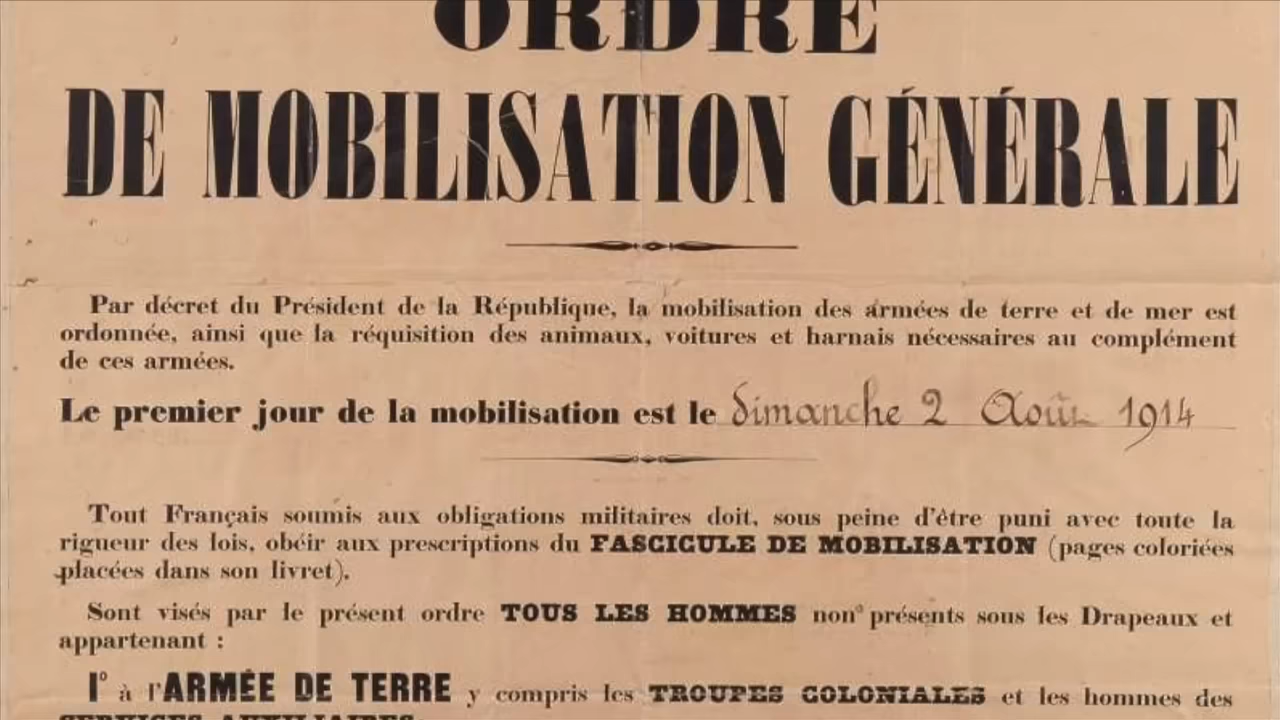 ORDRE
DE MOBILISATION GÉNÉRALE
Par décret du Président de la République, la mobilisation des armées de terre et de mer est
ordonnée, ainsi que la réquisition des animaux, voitures et harnais nécessaires au complément
de ces armées.
Le premier jour de la mobilisation est le dimanche 2 Août 1914
Tout Français soumis aux obligations militaires doit, sous peine d'être puni avec toute la
rigueur des lois, obéir aux prescriptions du FASCICULE DE MOBILISATION (pages coloriées
placées dans son livret).
Sont visés par le présent ordre TOUS LES HOMMES non présents sous les Drapeaux et
appartenant :
1° à l'ARMÉE DE TERRE y compris les TROUPES COLONIALES et les hommes des
SERVICES AUXILIAIRES